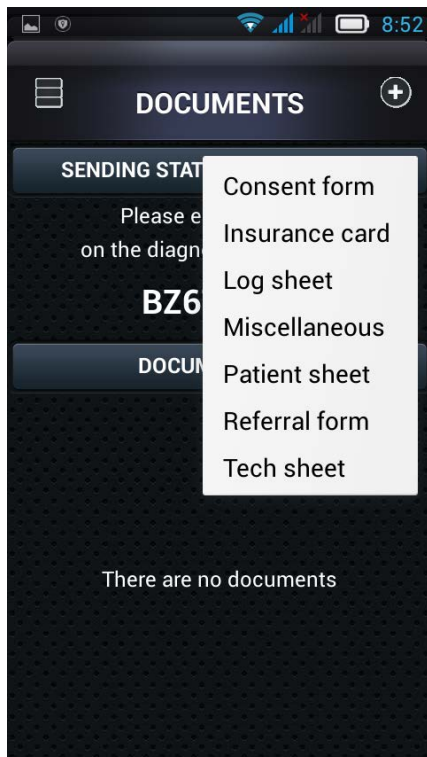 8:52
DOCUMENTS
SENDING STAT
Please e
on the diagn
BZ6
DOCUM
Consent form
Insurance card
Log sheet
Miscellaneous
Patient sheet
Referral form
Tech sheet
There are no documents